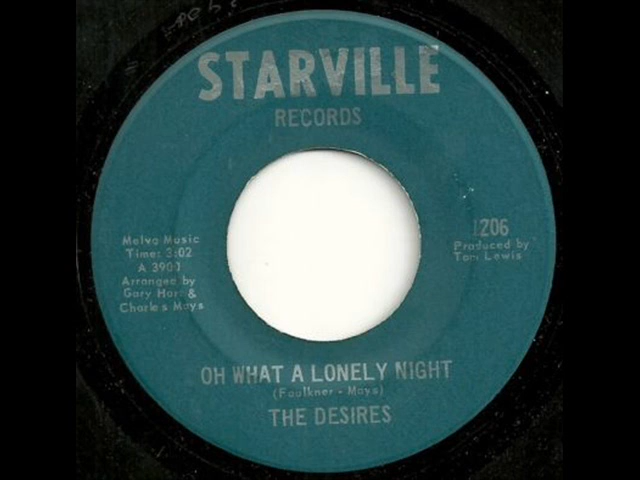 STARVILLE
RECORDS
Melva Music
Time: 3:02
A 3901
Arranged by
Gary Hart &
Charles Mays
1206
Produced by
Tom Lewis
OH WHAT A LONELY NIGHT
(Faulkner - Mays)
THE DESIRES